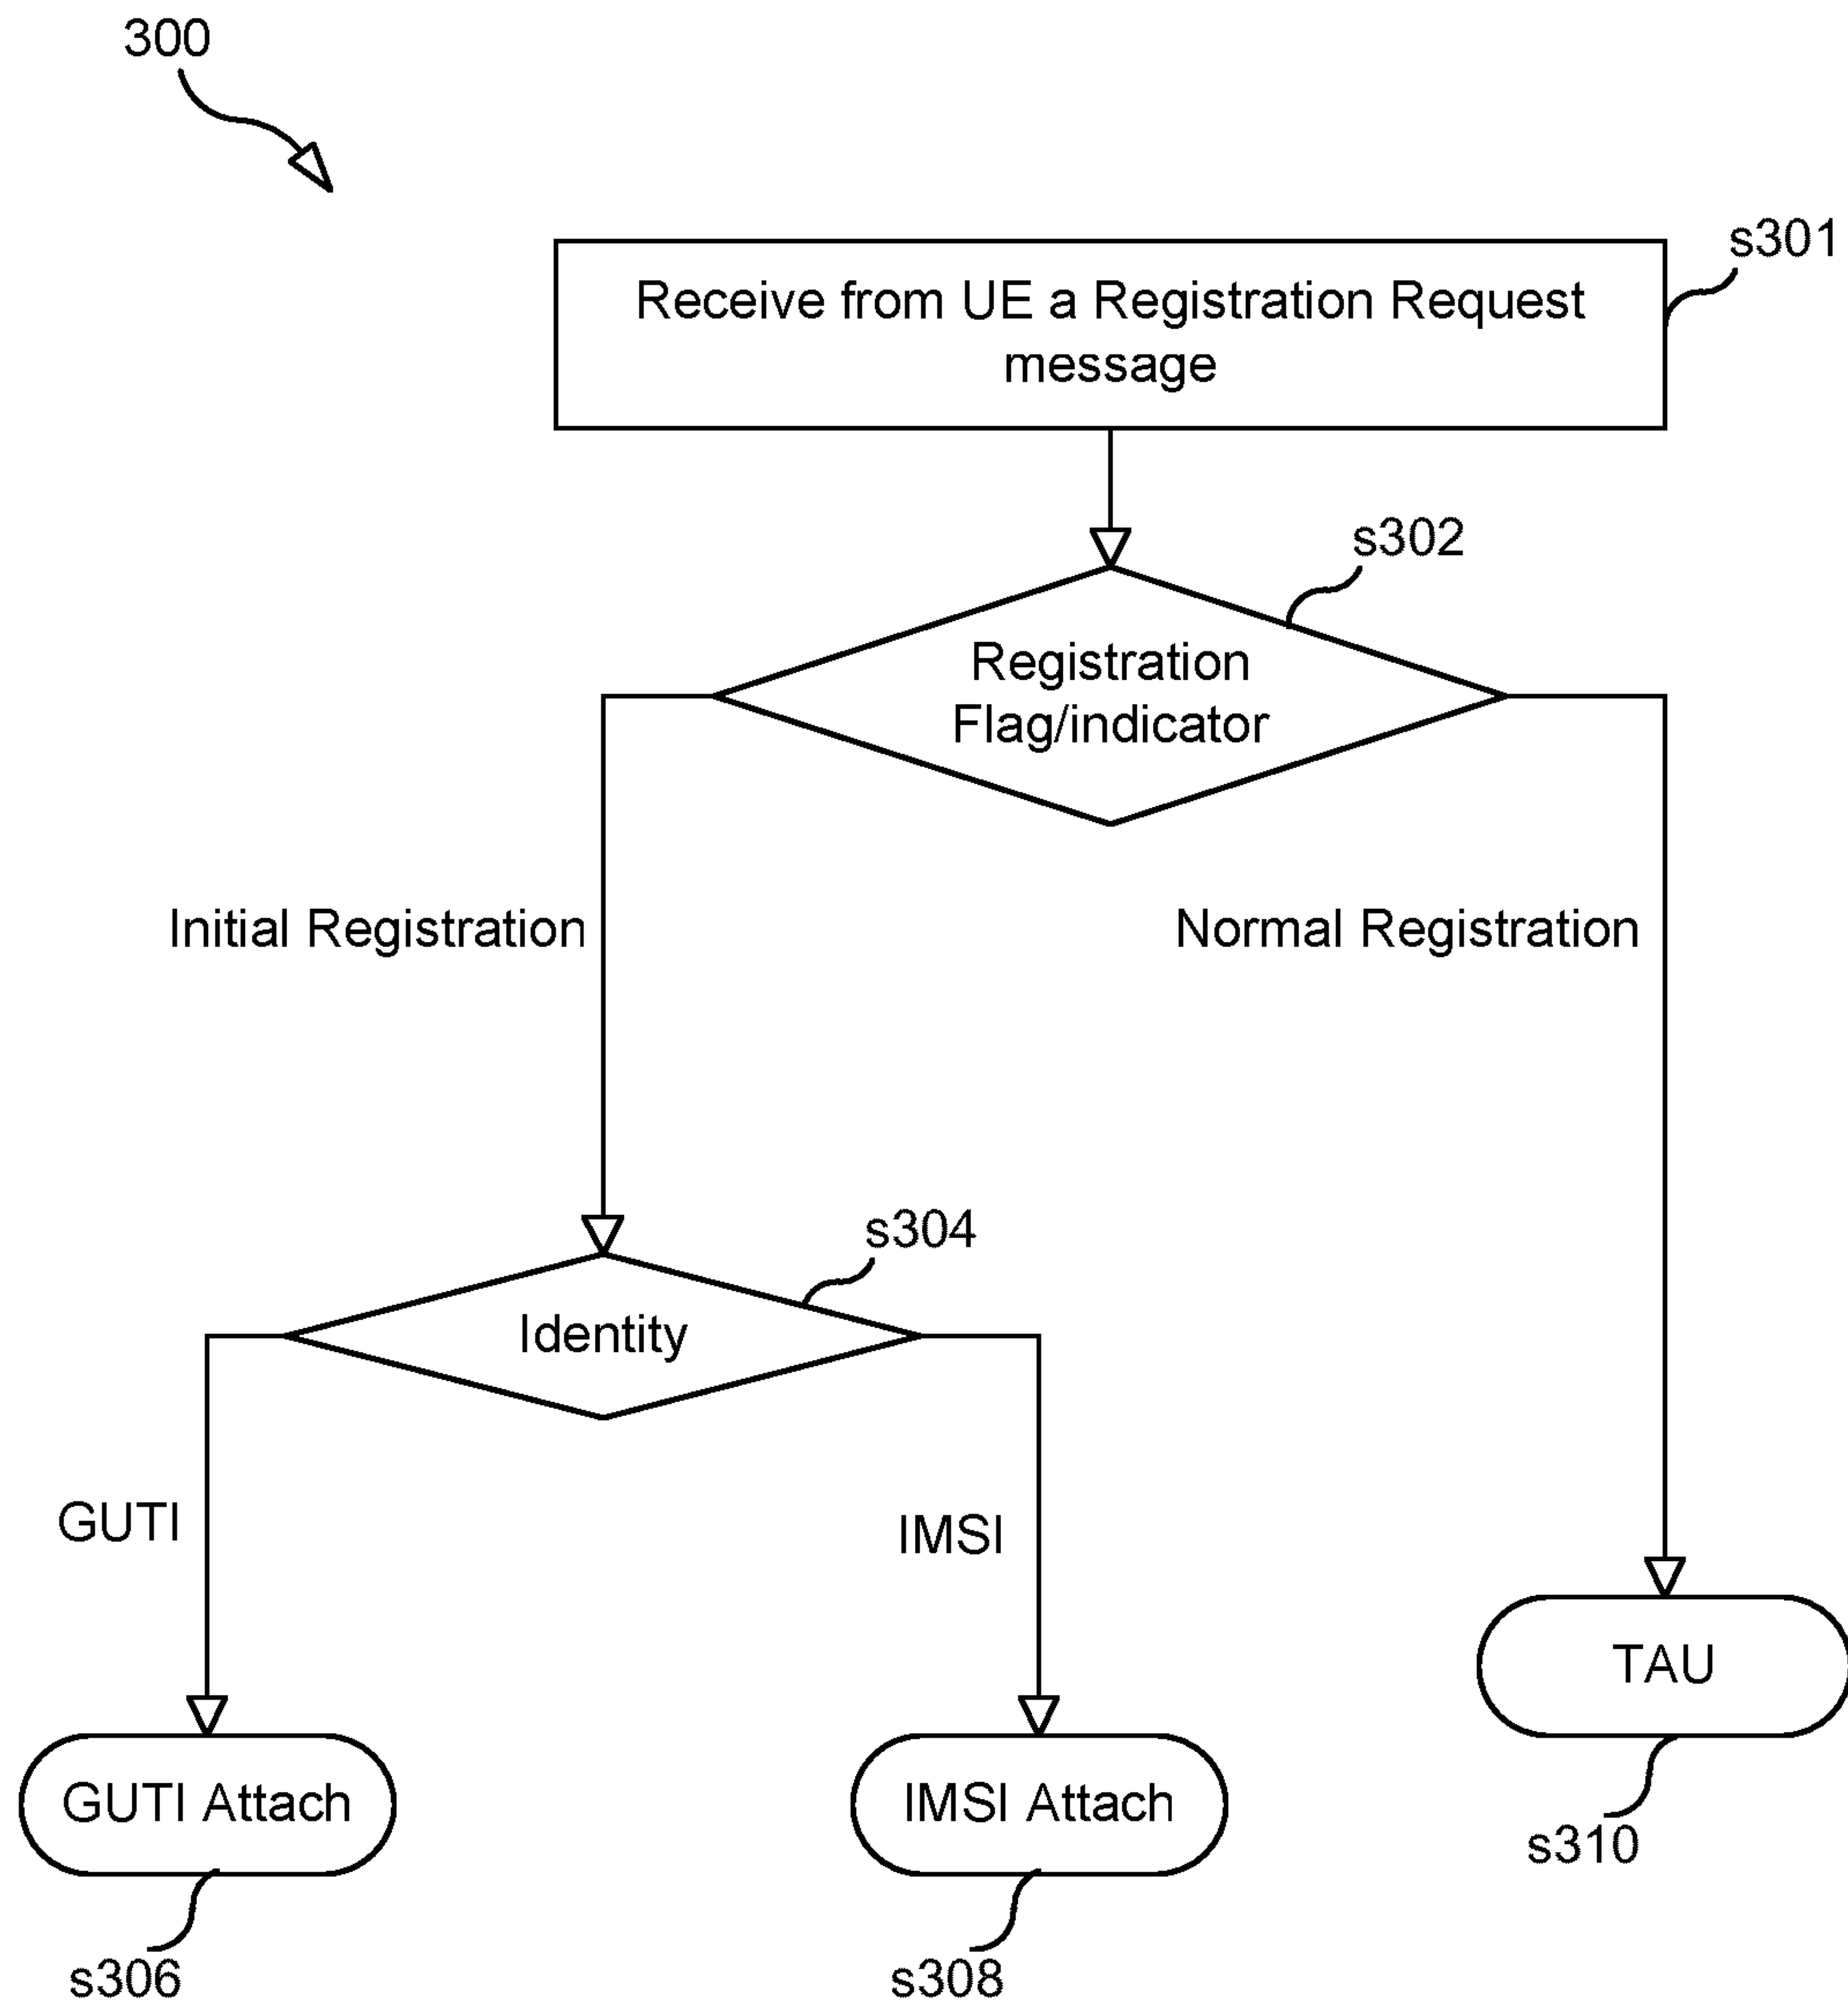 300
s301
Receive from UE a Registration Request
message
s302
Registration
Flag/indicator
Initial Registration
Normal Registration
s304
Identity
GUTI
IMSI
TAU
GUTI Attach
IMSI Attach
s310
s306
s308